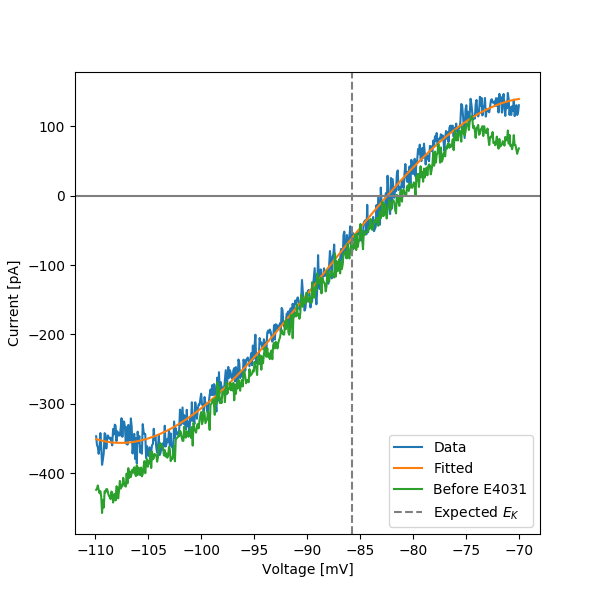 100
0
−100
−200
−300
−400
Current [pA]
−110 −105 −100 −95 −90 −85 −80 −75 −70
Voltage [mV]
Data
Fitted
Before E4031
Expected E_K